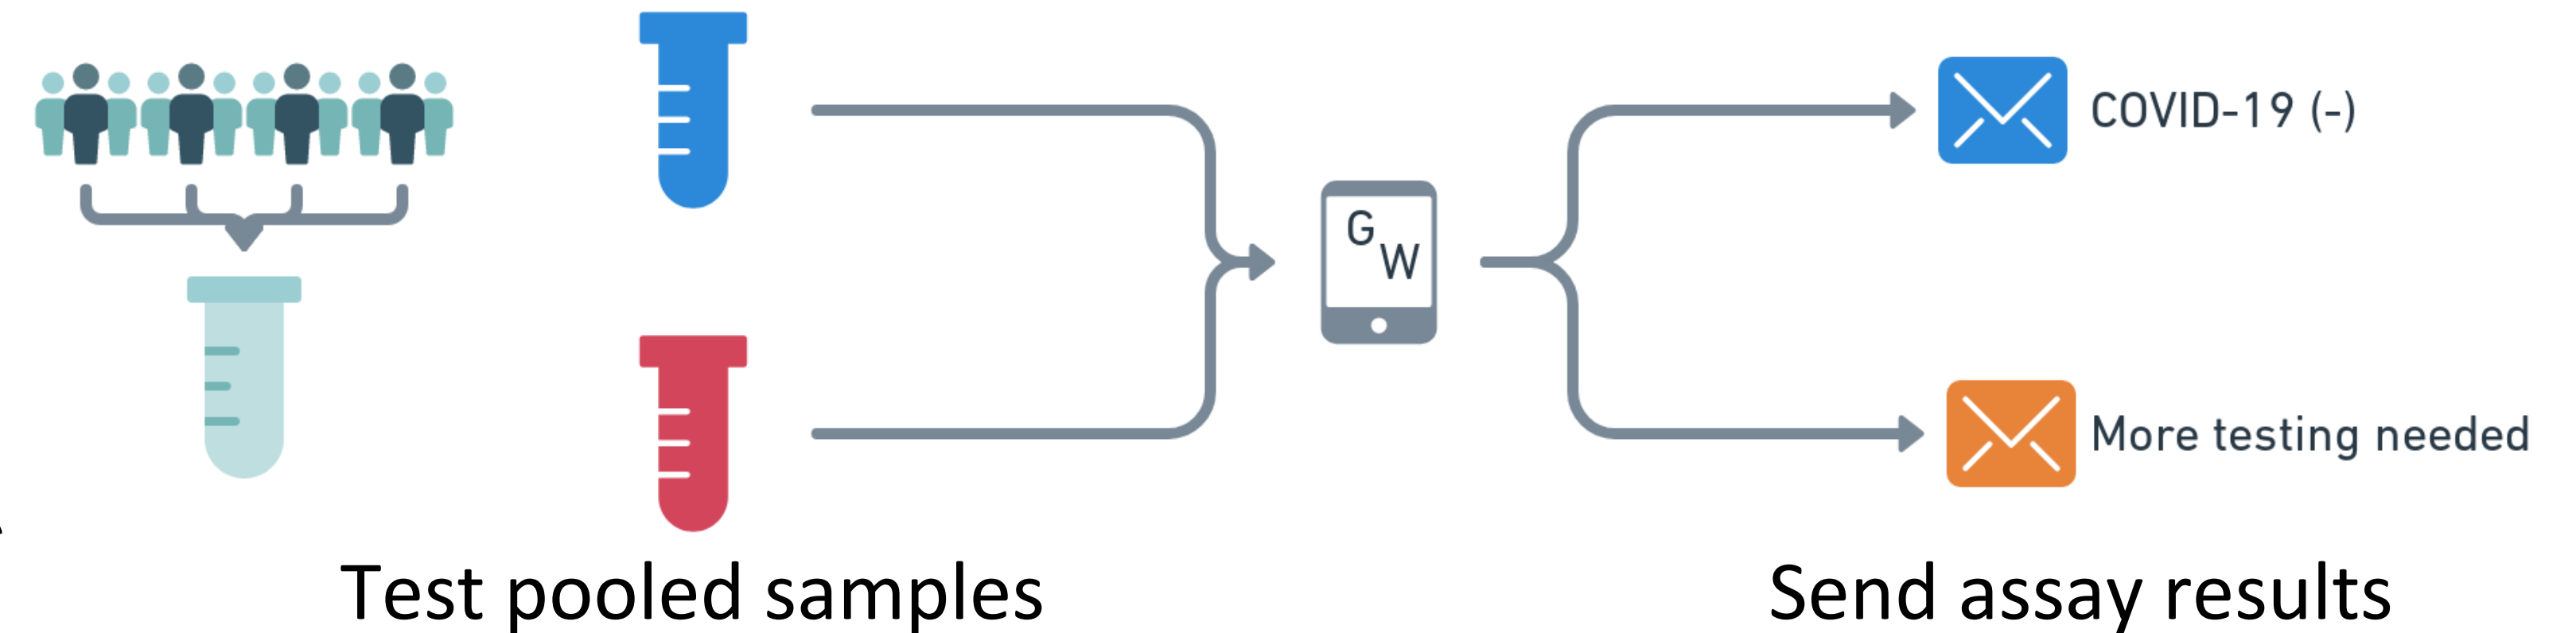 G
W
COVID-19 (-)
More testing needed
Test pooled samples
Send assay results